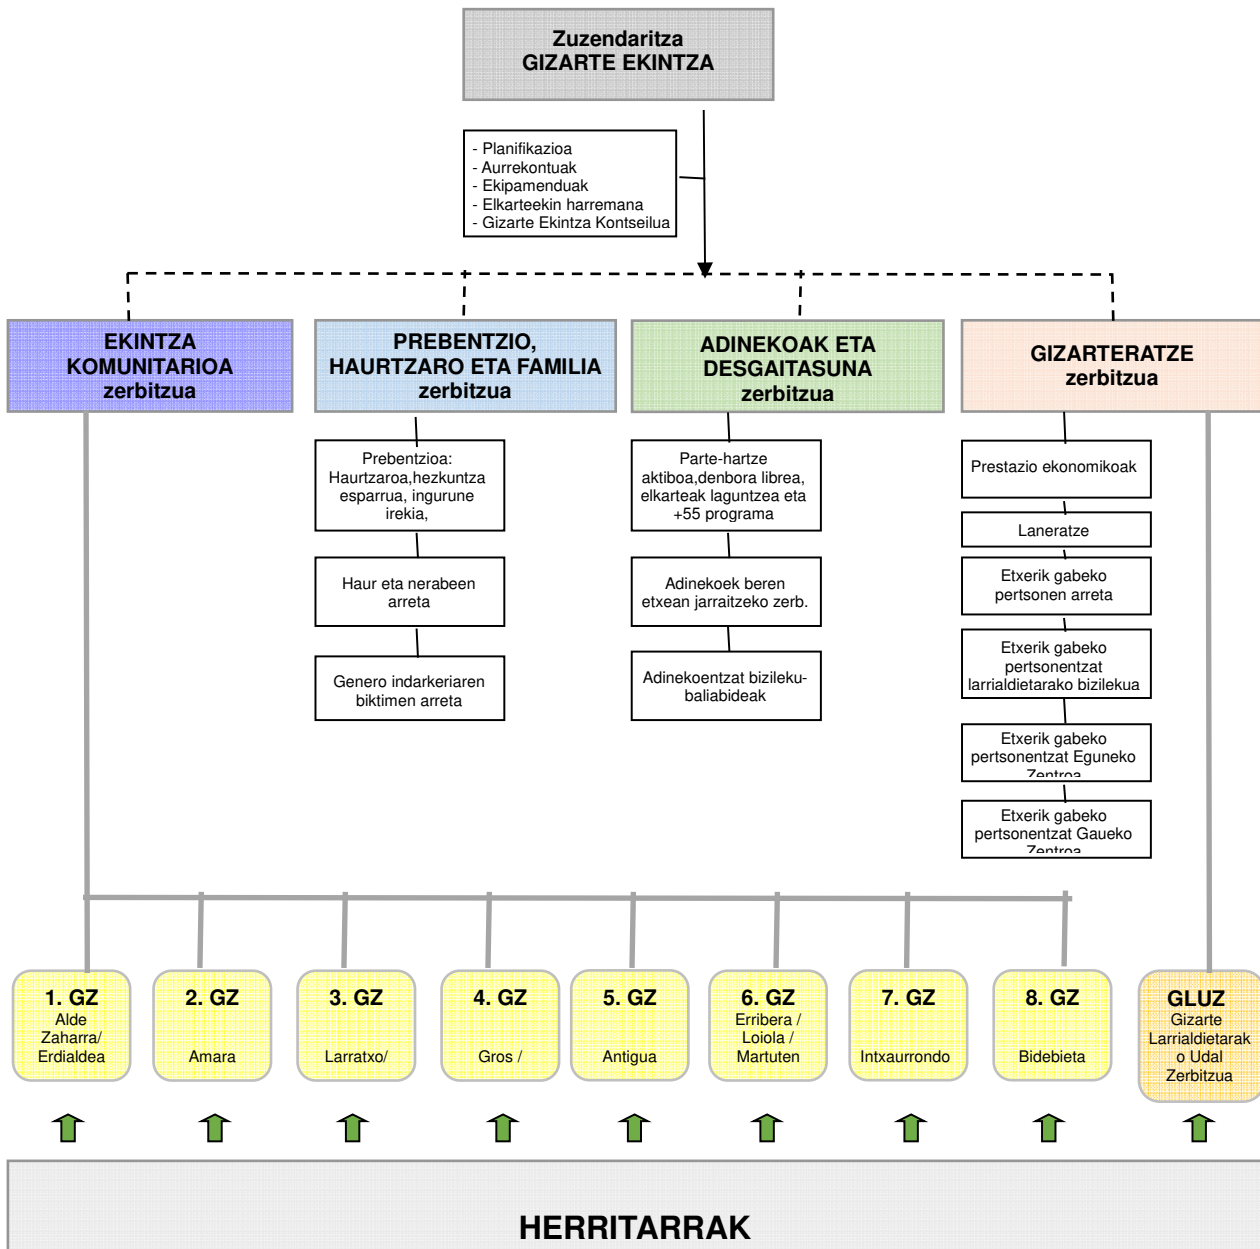 Zuzendaritza
GIZARTE EKINTZA
- Planifikazioa
- Aurrekontuak
- Ekipamenduak
- Elkarteekin harremana
- Gizarte Ekintza Kontseilua
EKINTZA
KOMUNITARIOA
zerbitzua
PREBENTZIO,
HAURTZARO ETA FAMILIA
zerbitzua
ADINEKOAK ETA
DESGAITASUNA
zerbitzua
GIZARTERATZE
zerbitzua
Prebentzioa:
Haurtzaroa,hezkuntza
esparrua, ingurune
irekia,
Haur eta nerabeen
arreta
Genero indarkeriaren
biktimen arreta
Parte-hartze
aktiboa,denbora librea,
elkarteak laguntzea eta
+55 programa
Adinekoek beren
etxean jarraitzeko zerb.
Adinekoentzat bizileku-
baliabideak
Prestazio ekonomikoak
Laneratze
Etxerik gabeko
pertsonen arreta
Etxerik gabeko
pertsonentzat
larrialdietarako bizilekua
Etxerik gabeko
pertsonentzat Eguneko
Zentroa
Etxerik gabeko
pertsonentzat Gaueko
Zentroa
1. GZ
Alde
Zaharra/
Erdialdea
2. GZ
Amara
3. GZ
Larratxo/
4. GZ
Gros /
5. GZ
Antigua
6. GZ
Erribera /
Loiola /
Martuten
7. GZ
Intxaurrondo
8. GZ
Bidebieta
GLUZ
Gizarte
Larrialdietarak
o Udal
Zerbitzua
HERRITARRAK